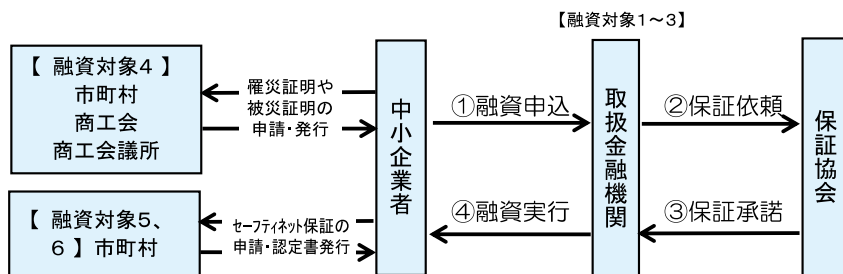 【融資対象1～3】
【 融資対象4 】
市町村
商工会
商工会議所
罹災証明や
被災証明の
申請・発行
【 融資対象5、
6 】市町村
セーフティネット保証の
申請・認定書発行
中小企業者
①融資申込
④融資実行
取扱金融機関
②保証依頼
③保証承諾
保証協会